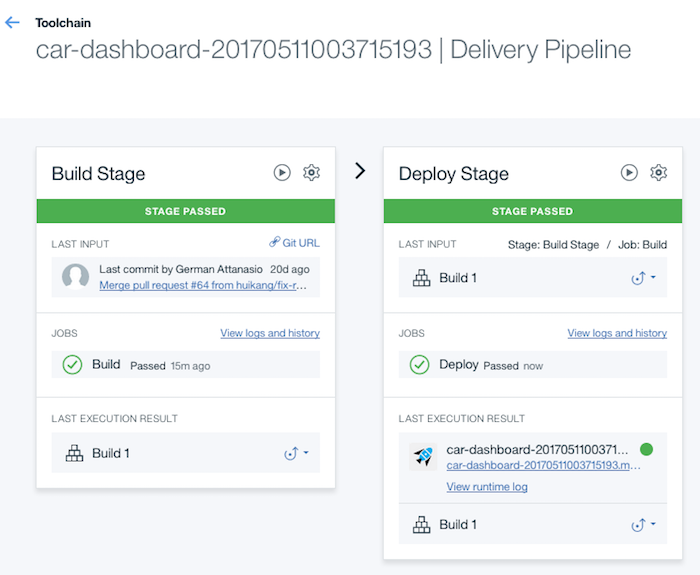 Toolchain
car-dashboard-20170511003715193 | Delivery Pipeline
Build Stage
STAGE PASSED
LAST INPUT
Git URL
Last commit by German Attanasio 20d ago
Merge pull request #64 from huikang/fix-r...
JOBS
View logs and history
Build Passed 15m ago
LAST EXECUTION RESULT
Build 1
Deploy Stage
STAGE PASSED
LAST INPUT
Stage: Build Stage / Job: Build
Build 1
JOBS
View logs and history
Deploy Passed now
LAST EXECUTION RESULT
car-dashboard-2017051100371...
car-dashboard-20170511003715193.m...
View runtime log
Build 1